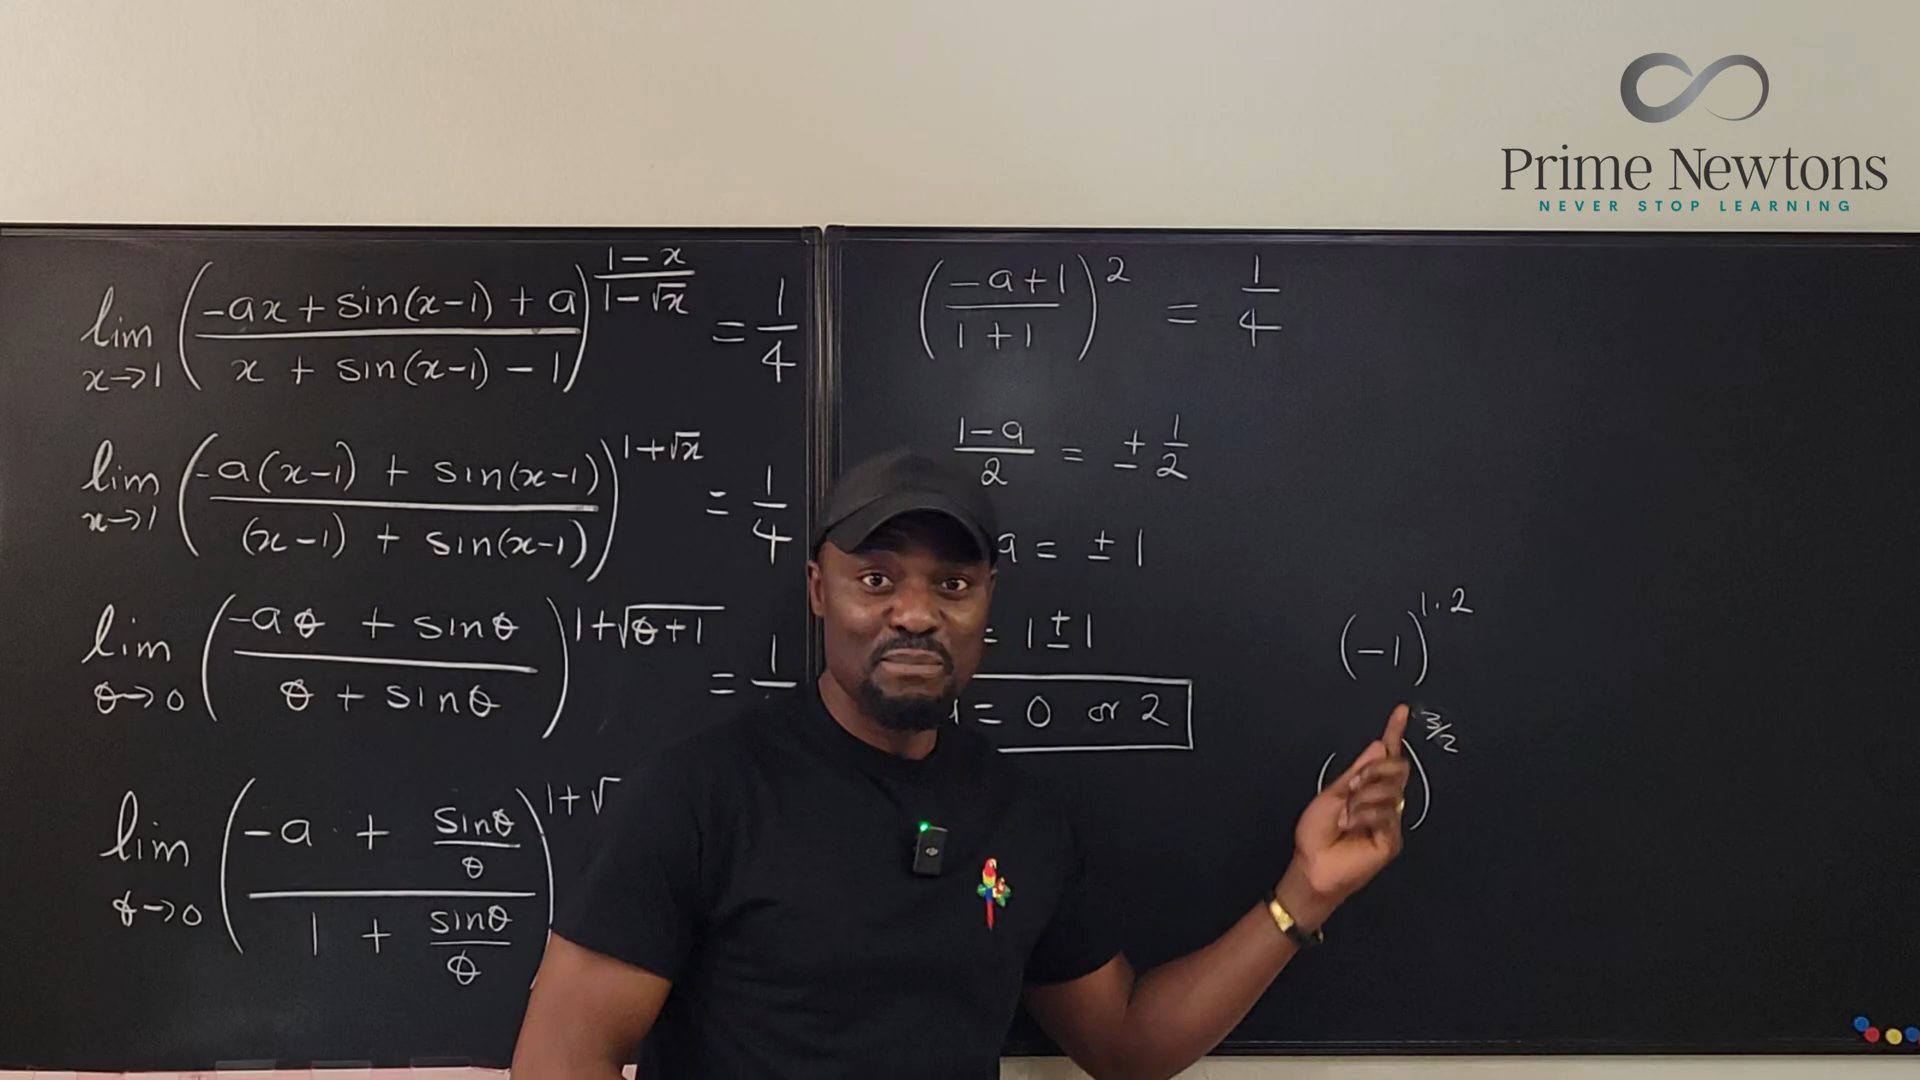 Prime Newtons
NEVER STOP LEARNING
lim x→1 ((-ax + sin(x-1) + a)/(x + sin(x-1) - 1))^((1-x)/(1-√x)) = 1/4
lim x→1 ((-a(x-1) + sin(x-1))/((x-1) + sin(x-1)))^(1+√x) = 1/4
lim θ→0 ((-aθ + sinθ)/(θ + sinθ))^(1+√(θ+1)) = 1
lim θ→0 ((-a + sinθ/θ)/(1 + sinθ/θ))^(1+√
((-a+1)/(1+1))^2 = 1/4
(1-a)/2 = ± 1/2
a = ± 1
= 1 ± 1
= 0 or 2
(-1)^1.2
( )^3/2